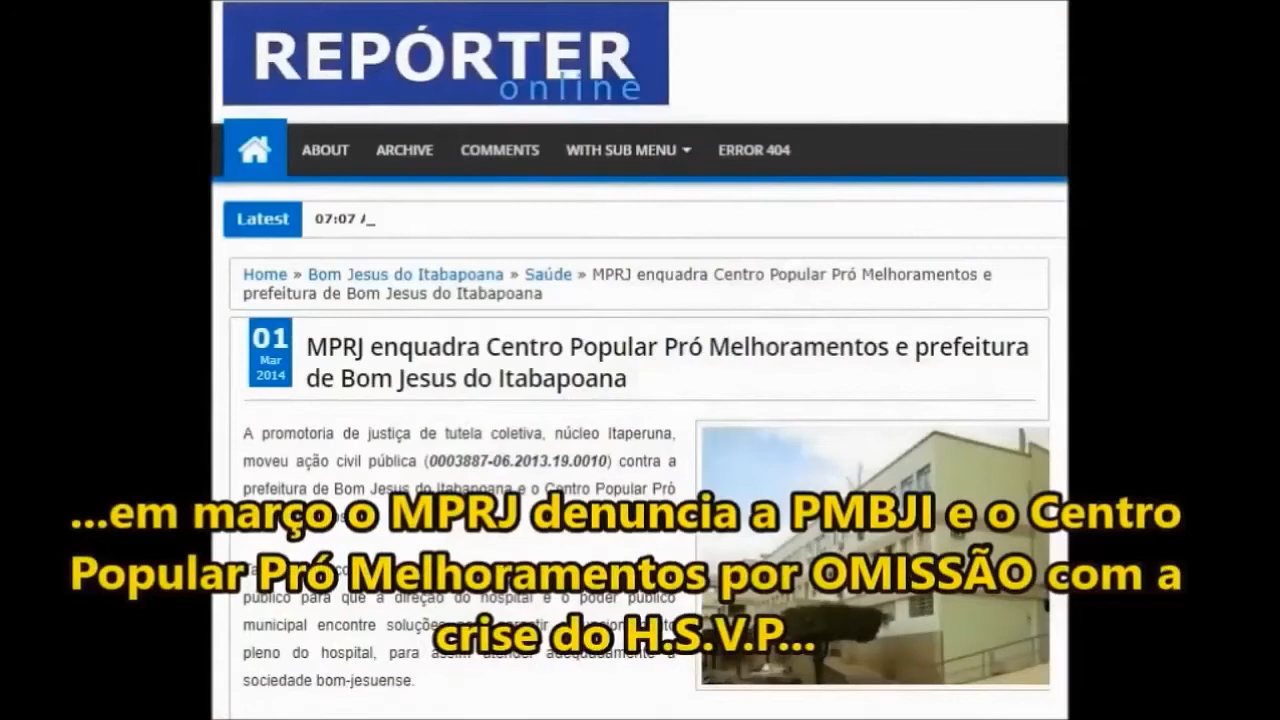 REPÓRTER
online
ABOUT ARCHIVE COMMENTS WITH SUB MENU ERROR 404
Latest 07:07 /_
Home » Bom Jesus do Itabapoana » Saúde » MPRJ enquadra Centro Popular Pró Melhoramentos e
prefeitura de Bom Jesus do Itabapoana
01
Mar
2014
MPRJ enquadra Centro Popular Pró Melhoramentos e prefeitura
de Bom Jesus do Itabapoana
A promotoria de justiça de tutela coletiva, núcleo Itaperuna,
moveu ação civil pública (0003887-06.2013.19.0010) contra a
prefeitura de Bom Jesus do Itabapoana e o Centro Popular Pró
...em março o MPRJ denuncia a PMBJI e o Centro
Popular Pró Melhoramentos por OMISSÃO com a
crise do H.S.V.P...
público para que a direção do hospital e o poder público
municipal encontre
pleno do hospital, para
sociedade bom-jesuense.